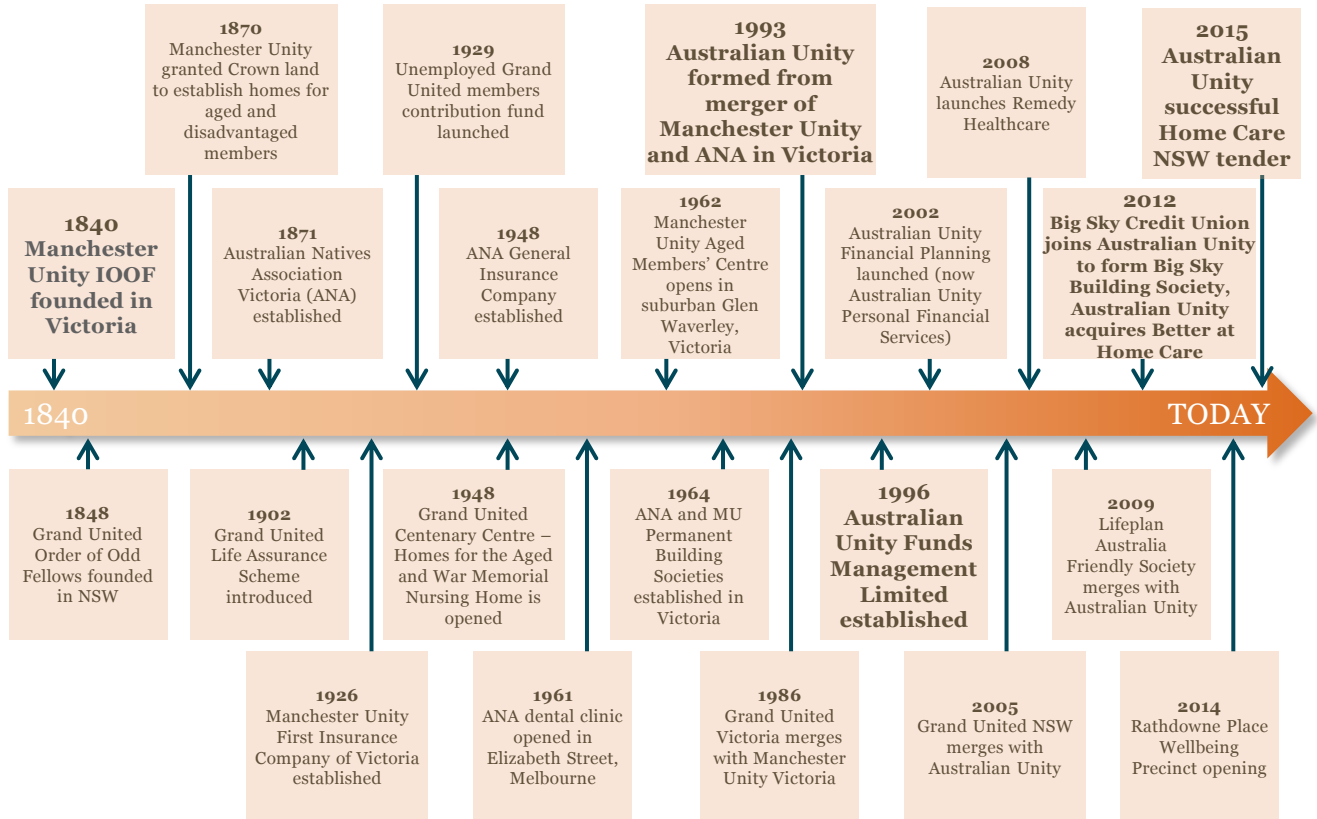 1870
Manchester Unity
granted Crown land
to establish homes for
aged and
disadvantaged
members
1929
Unemployed Grand
United members
contribution fund
launched
1993
Australian Unity
formed from
merger of
Manchester Unity
and ANA in Victoria
2008
Australian Unity
launches Remedy
Healthcare
2015
Australian
Unity
successful
Home Care
NSW tender
1840
Manchester
Unity IOOF
founded in
Victoria
1871
Australian Natives
Association
Victoria (ANA)
established
1948
ANA General
Insurance
Company
established
1962
Manchester
Unity Aged
Members’ Centre
opens in
suburban Glen
Waverley,
Victoria
2002
Australian Unity
Financial Planning
launched (now
Australian Unity
Personal Financial
Services)
2012
Big Sky Credit Union
joins Australian Unity
to form Big Sky
Building Society,
Australian Unity
acquires Better at
Home Care
1840
TODAY
1848
Grand United
Order of Odd
Fellows founded
in NSW
1902
Grand United
Life Assurance
Scheme
introduced
1948
Grand United
Centenary Centre –
Homes for the Aged
and War Memorial
Nursing Home is
opened
1964
ANA and MU
Permanent
Building
Societies
established in
Victoria
1996
Australian
Unity Funds
Management
Limited
established
2009
Lifeplan
Australia
Friendly Society
merges with
Australian Unity
1926
Manchester Unity
First Insurance
Company of Victoria
established
1961
ANA dental clinic
opened in
Elizabeth Street,
Melbourne
1986
Grand United
Victoria merges
with Manchester
Unity Victoria
2005
Grand United NSW
merges with
Australian Unity
2014
Rathdowne Place
Wellbeing
Precinct opening